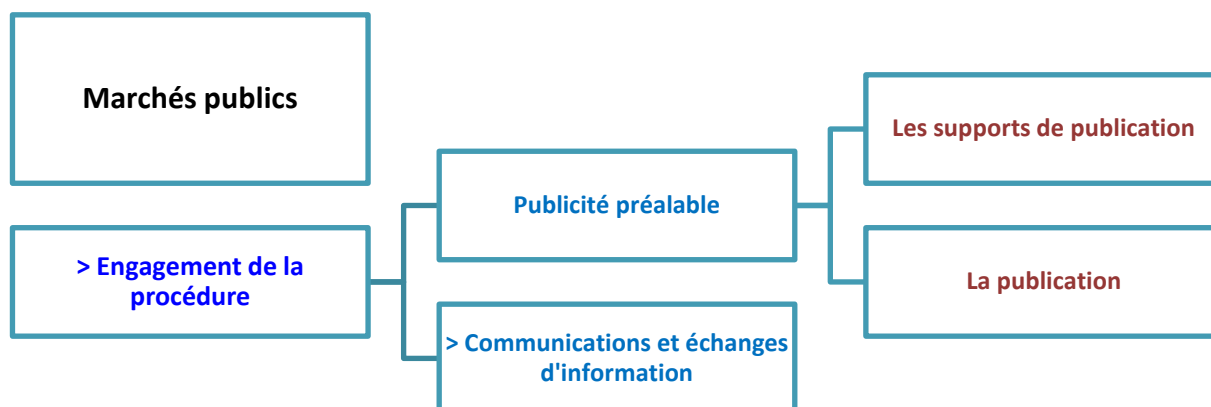 Marchés publics
> Engagement de la
procédure
Publicité préalable
> Communications et échanges
d'information
Les supports de publication
La publication